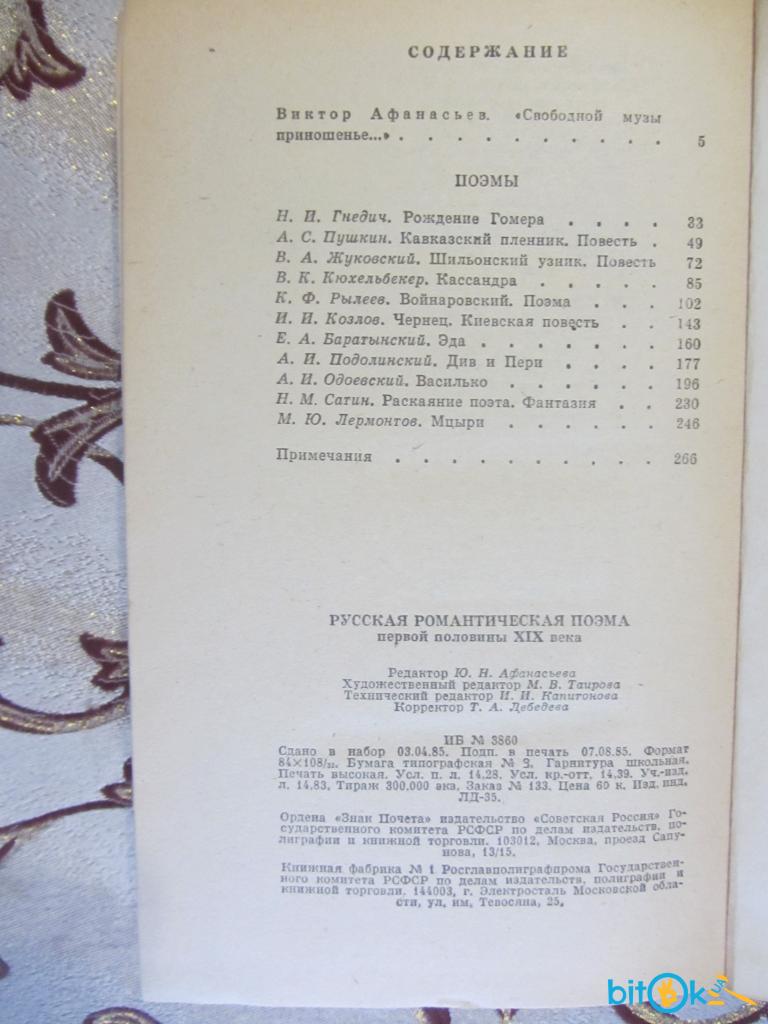 СОДЕРЖАНИЕ
Виктор Афанасьев. «Свободной музы
приношенье...» . . . . . . . . . . 5
ПОЭМЫ
Н. И. Гнедич. Рождение Гомера . . . . 33
А. С. Пушкин. Кавказский пленник. Повесть . 49
В. А. Жуковский. Шильонский узник. Повесть 72
В. К. Кюхельбекер. Кассандра . . . . . 85
К. Ф. Рылеев. Войнаровский. Поэма . . . 102
И. И. Козлов. Чернец. Киевская повесть . . 143
Е. А. Баратынский. Эда . . . . . . . 160
А. И. Подолинский. Див и Пери . . . . 177
А. И. Одоевский. Василько . . . . . . 196
Н. М. Сатин. Раскаяние поэта. Фантазия . . 230
М. Ю. Лермонтов. Мцыри . . . . . . 246
Примечания . . . . . . . . . . 266
РУССКАЯ РОМАНТИЧЕСКАЯ ПОЭМА
первой половины XIX века
Редактор Ю. Н. Афанасьева
Художественный редактор М. В. Таирова
Технический редактор И. И. Капитонова
Корректор Т. А. Лебедева
ИБ № 3860
Сдано в набор 03.04.85. Подп. в печать 07.08.85. Формат
84×108/32. Бумага типографская № 3. Гарнитура школьная.
Печать высокая. Усл. п. л. 14,28. Усл. кр.-отт. 14,39. Уч.-изд.
л. 14,83. Тираж 300,000 экз. Заказ № 133. Цена 60 к. Изд. инд.
ЛД-35.
Ордена «Знак Почета» издательство «Советская Россия» Го-
сударственного комитета РСФСР по делам издательств, по-
лиграфии и книжной торговли. 103012, Москва, проезд Сапу-
нова, 13/15.
Книжная фабрика № 1 Росглавполиграфпрома Государствен-
ного комитета РСФСР по делам издательств, полиграфии и
книжной торговли. 144003, г. Электросталь Московской обла-
сти, ул. им. Тевосяна, 25.
bitOk.UA